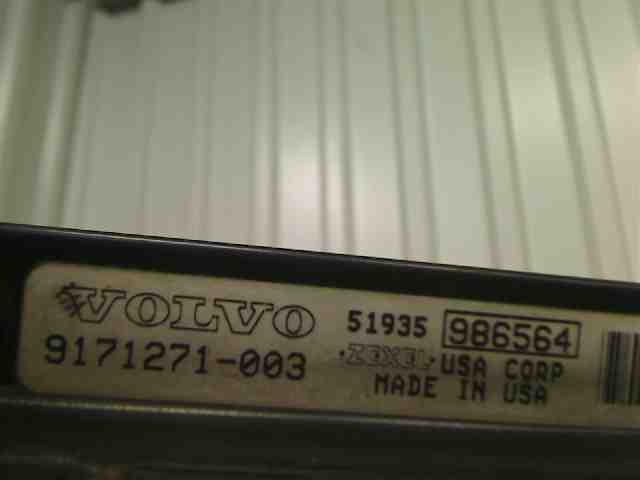 VOLVO 51935 986564
9171271-003 ZEXEL USA CORP
MADE IN USA